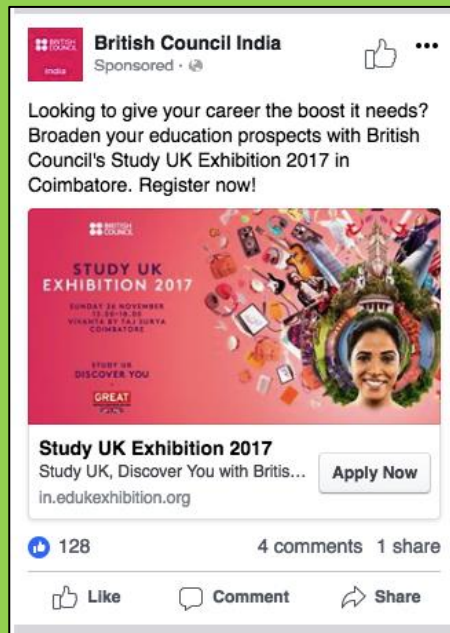 BRITISH COUNCIL
India
British Council India
Sponsored ·
Looking to give your career the boost it needs?
Broaden your education prospects with British
Council's Study UK Exhibition 2017 in
Coimbatore. Register now!
BRITISH COUNCIL
STUDY UK
EXHIBITION 2017
SUNDAY 26 NOVEMBER
VIVANTA BY TAJ SURYA
COIMBATORE
STUDY UK
DISCOVER YOU
GREAT
Study UK Exhibition 2017
Study UK, Discover You with Britis...
Apply Now
in.edukexhibition.org
128
4 comments 1 share
Like Comment Share